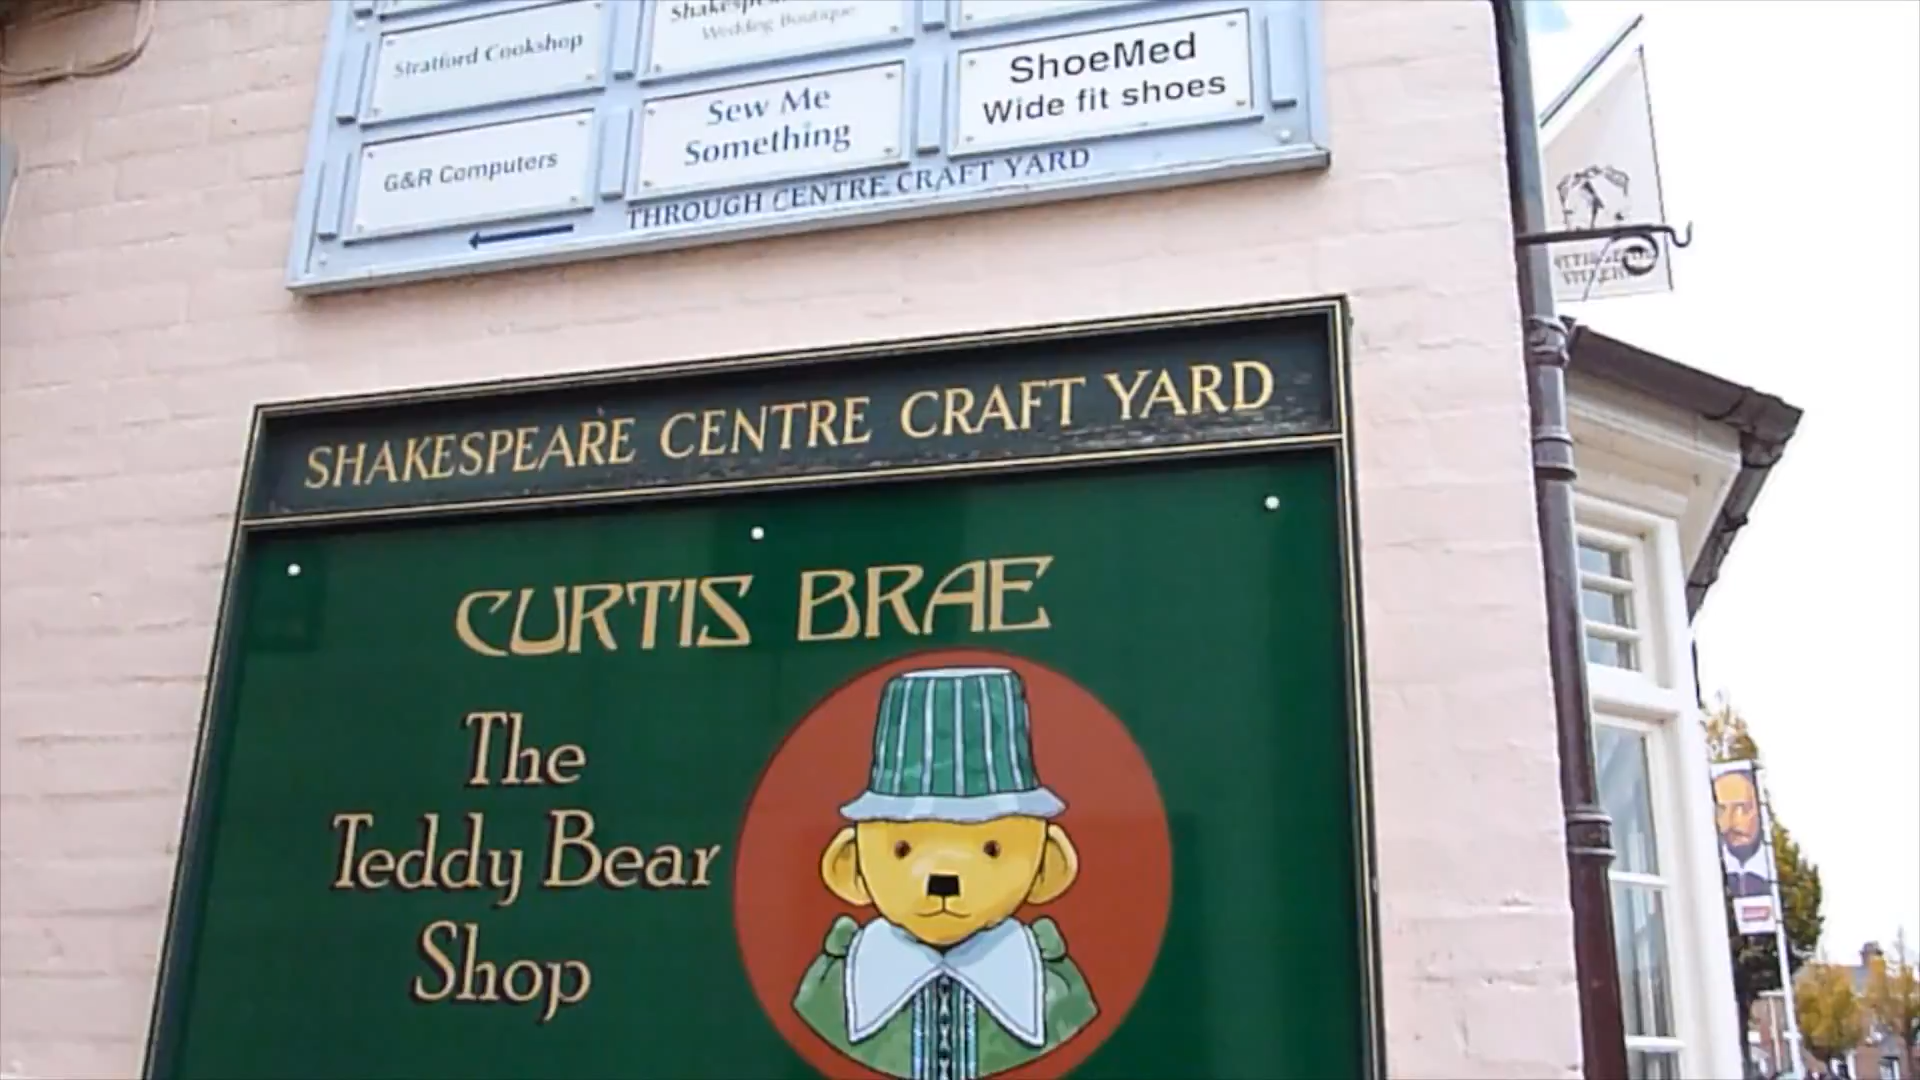 Stratford Cookshop
Shakespeare
Wedding Boutique
G&R Computers
Sew Me
Something
ShoeMed
Wide fit shoes
THROUGH CENTRE CRAFT YARD
SHAKESPEARE CENTRE CRAFT YARD
CURTIS BRAE
The
Teddy Bear
Shop